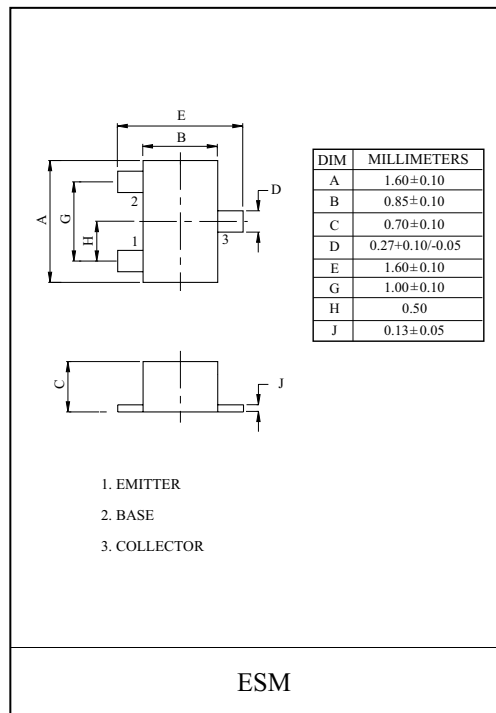 E
B
A
G
H
2
1
3
D
DIM MILLIMETERS
A 1.60±0.10
B 0.85±0.10
C 0.70±0.10
D 0.27+0.10/-0.05
E 1.60±0.10
G 1.00±0.10
H 0.50
J 0.13±0.05
C
J
1. EMITTER
2. BASE
3. COLLECTOR
ESM